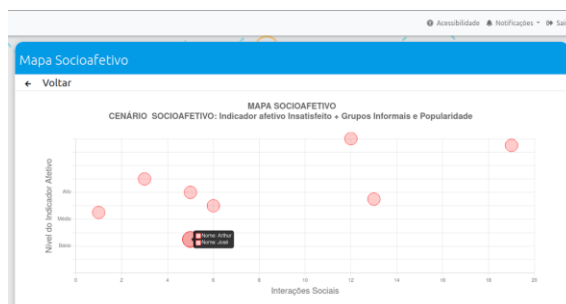 Acessibilidade Notificações Sai
Mapa Socioafetivo
← Voltar
MAPA SOCIOAFETIVO
CENÁRIO SOCIOAFETIVO: Indicador afetivo Insatisfeito + Grupos Informais e Popularidade
Nível do Indicador Afetivo
Alto
Médio
Baixo
Nome: Arthur
Nome: José
0 2 4 6 8 10 12 14 16 18 20
Interações Sociais